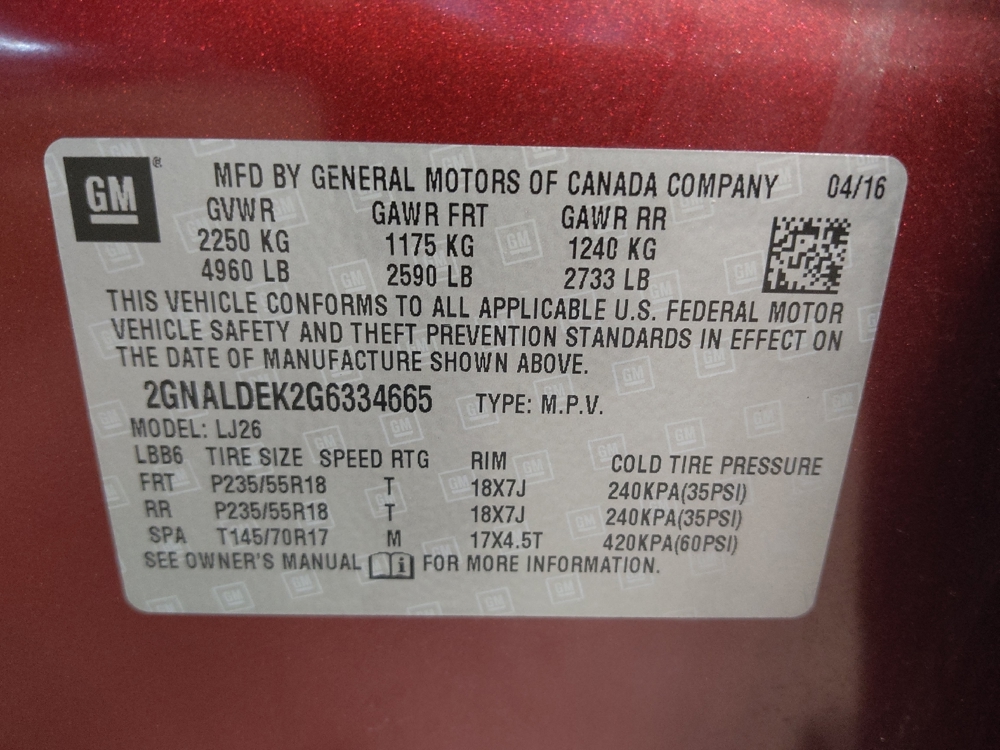 GM ®
MFD BY GENERAL MOTORS OF CANADA COMPANY 04/16
GVWR GAWR FRT GAWR RR
2250 KG 1175 KG 1240 KG
4960 LB 2590 LB 2733 LB
THIS VEHICLE CONFORMS TO ALL APPLICABLE U.S. FEDERAL MOTOR
VEHICLE SAFETY AND THEFT PREVENTION STANDARDS IN EFFECT ON
THE DATE OF MANUFACTURE SHOWN ABOVE.
2GNALDEK2G6334665 TYPE: M.P.V.
MODEL: LJ26
LBB6 TIRE SIZE SPEED RTG RIM COLD TIRE PRESSURE
FRT P235/55R18 T 18X7J 240KPA(35PSI)
RR P235/55R18 T 18X7J 240KPA(35PSI)
SPA T145/70R17 M 17X4.5T 420KPA(60PSI)
SEE OWNER'S MANUAL i FOR MORE INFORMATION.